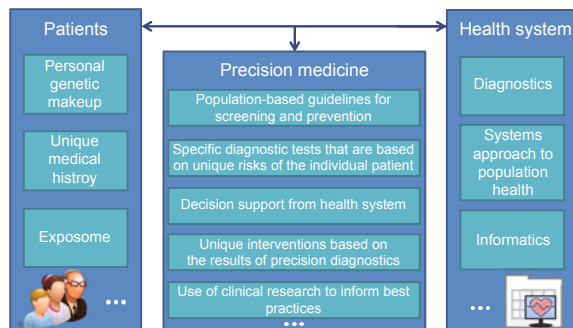 Patients
Personal
genetic
makeup
Unique
medical
histroy
Exposome
...
Precision medicine
Population-based guidelines for
screening and prevention
Specific diagnostic tests that are based
on unique risks of the individual patient
Decision support from health system
Unique interventions based on
the results of precision diagnostics
Use of clinical research to inform best
practices
...
Health system
Diagnostics
Systems
approach to
population
health
Informatics
...